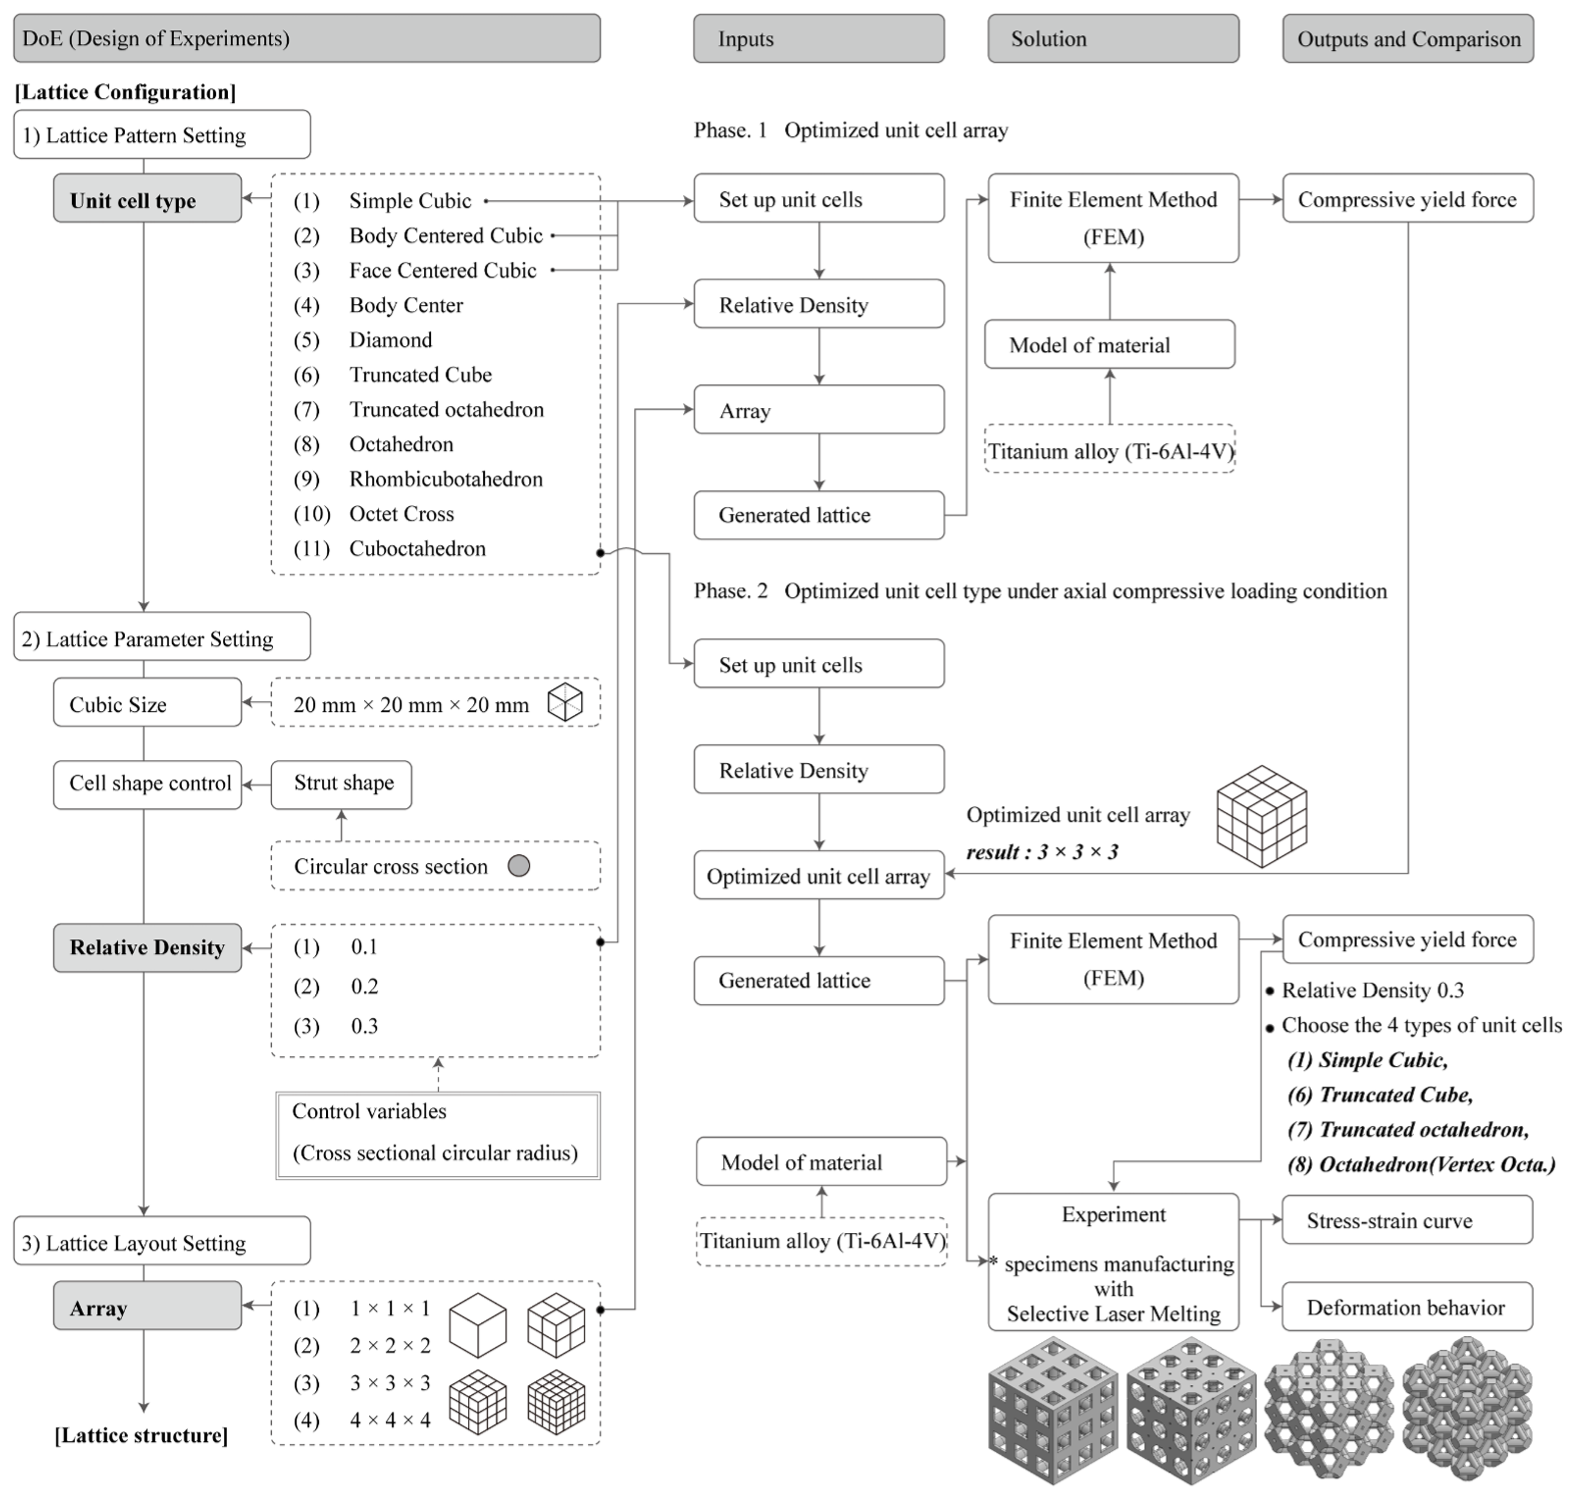 DoE (Design of Experiments)
Inputs
Solution
Outputs and Comparison
[Lattice Configuration]
1) Lattice Pattern Setting
Unit cell type
(1) Simple Cubic
(2) Body Centered Cubic
(3) Face Centered Cubic
(4) Body Center
(5) Diamond
(6) Truncated Cube
(7) Truncated octahedron
(8) Octahedron
(9) Rhombicubotahedron
(10) Octet Cross
(11) Cuboctahedron
2) Lattice Parameter Setting
Cubic Size
20 mm × 20 mm × 20 mm
Cell shape control
Strut shape
Circular cross section
Relative Density
(1) 0.1
(2) 0.2
(3) 0.3
Control variables
(Cross sectional circular radius)
3) Lattice Layout Setting
Array
(1) 1 × 1 × 1
(2) 2 × 2 × 2
(3) 3 × 3 × 3
(4) 4 × 4 × 4
[Lattice structure]
Phase. 1 Optimized unit cell array
Set up unit cells
Relative Density
Array
Generated lattice
Finite Element Method
(FEM)
Model of material
Titanium alloy (Ti-6Al-4V)
Compressive yield force
Phase. 2 Optimized unit cell type under axial compressive loading condition
Set up unit cells
Relative Density
Optimized unit cell array
Generated lattice
Optimized unit cell array
result : 3 × 3 × 3
Finite Element Method
(FEM)
Compressive yield force
• Relative Density 0.3
• Choose the 4 types of unit cells
(1) Simple Cubic,
(6) Truncated Cube,
(7) Truncated octahedron,
(8) Octahedron(Vertex Octa.)
Model of material
Titanium alloy (Ti-6Al-4V)
Experiment
* specimens manufacturing
with
Selective Laser Melting
Stress-strain curve
Deformation behavior